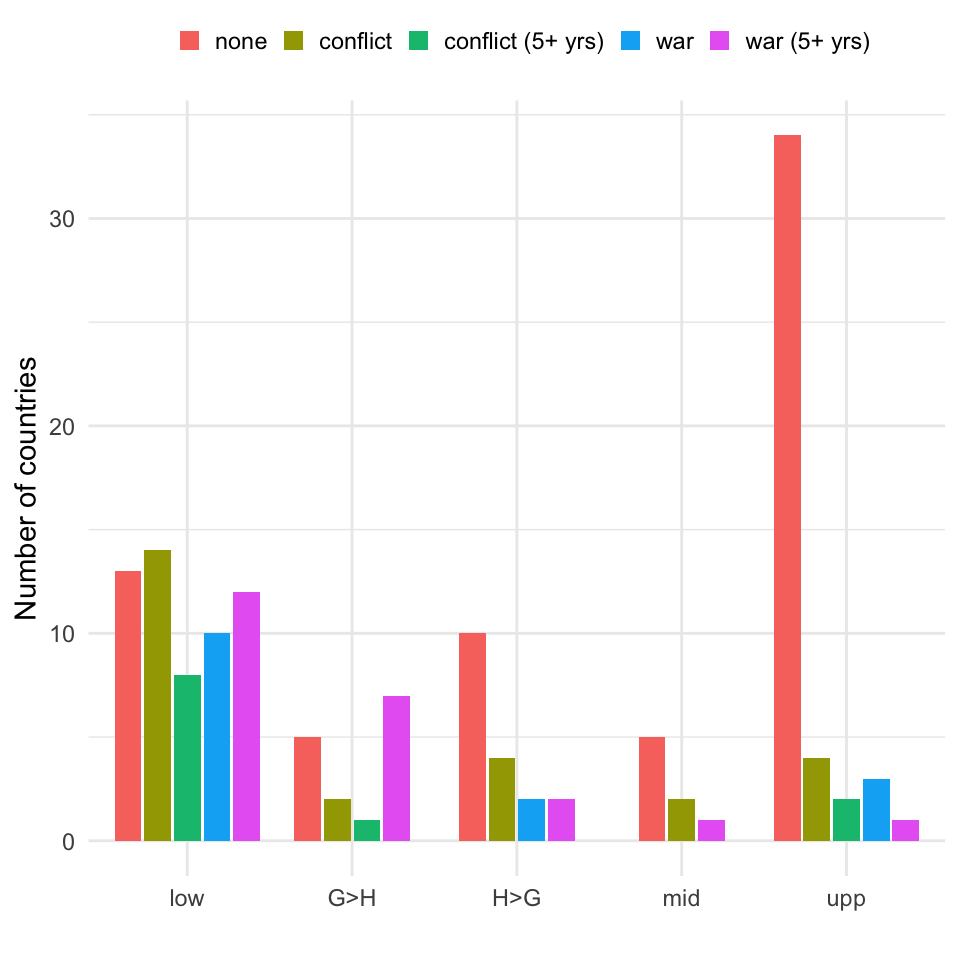 none conflict conflict (5+ yrs) war war (5+ yrs)
Number of countries
30
20
10
0
low G>H H>G mid upp